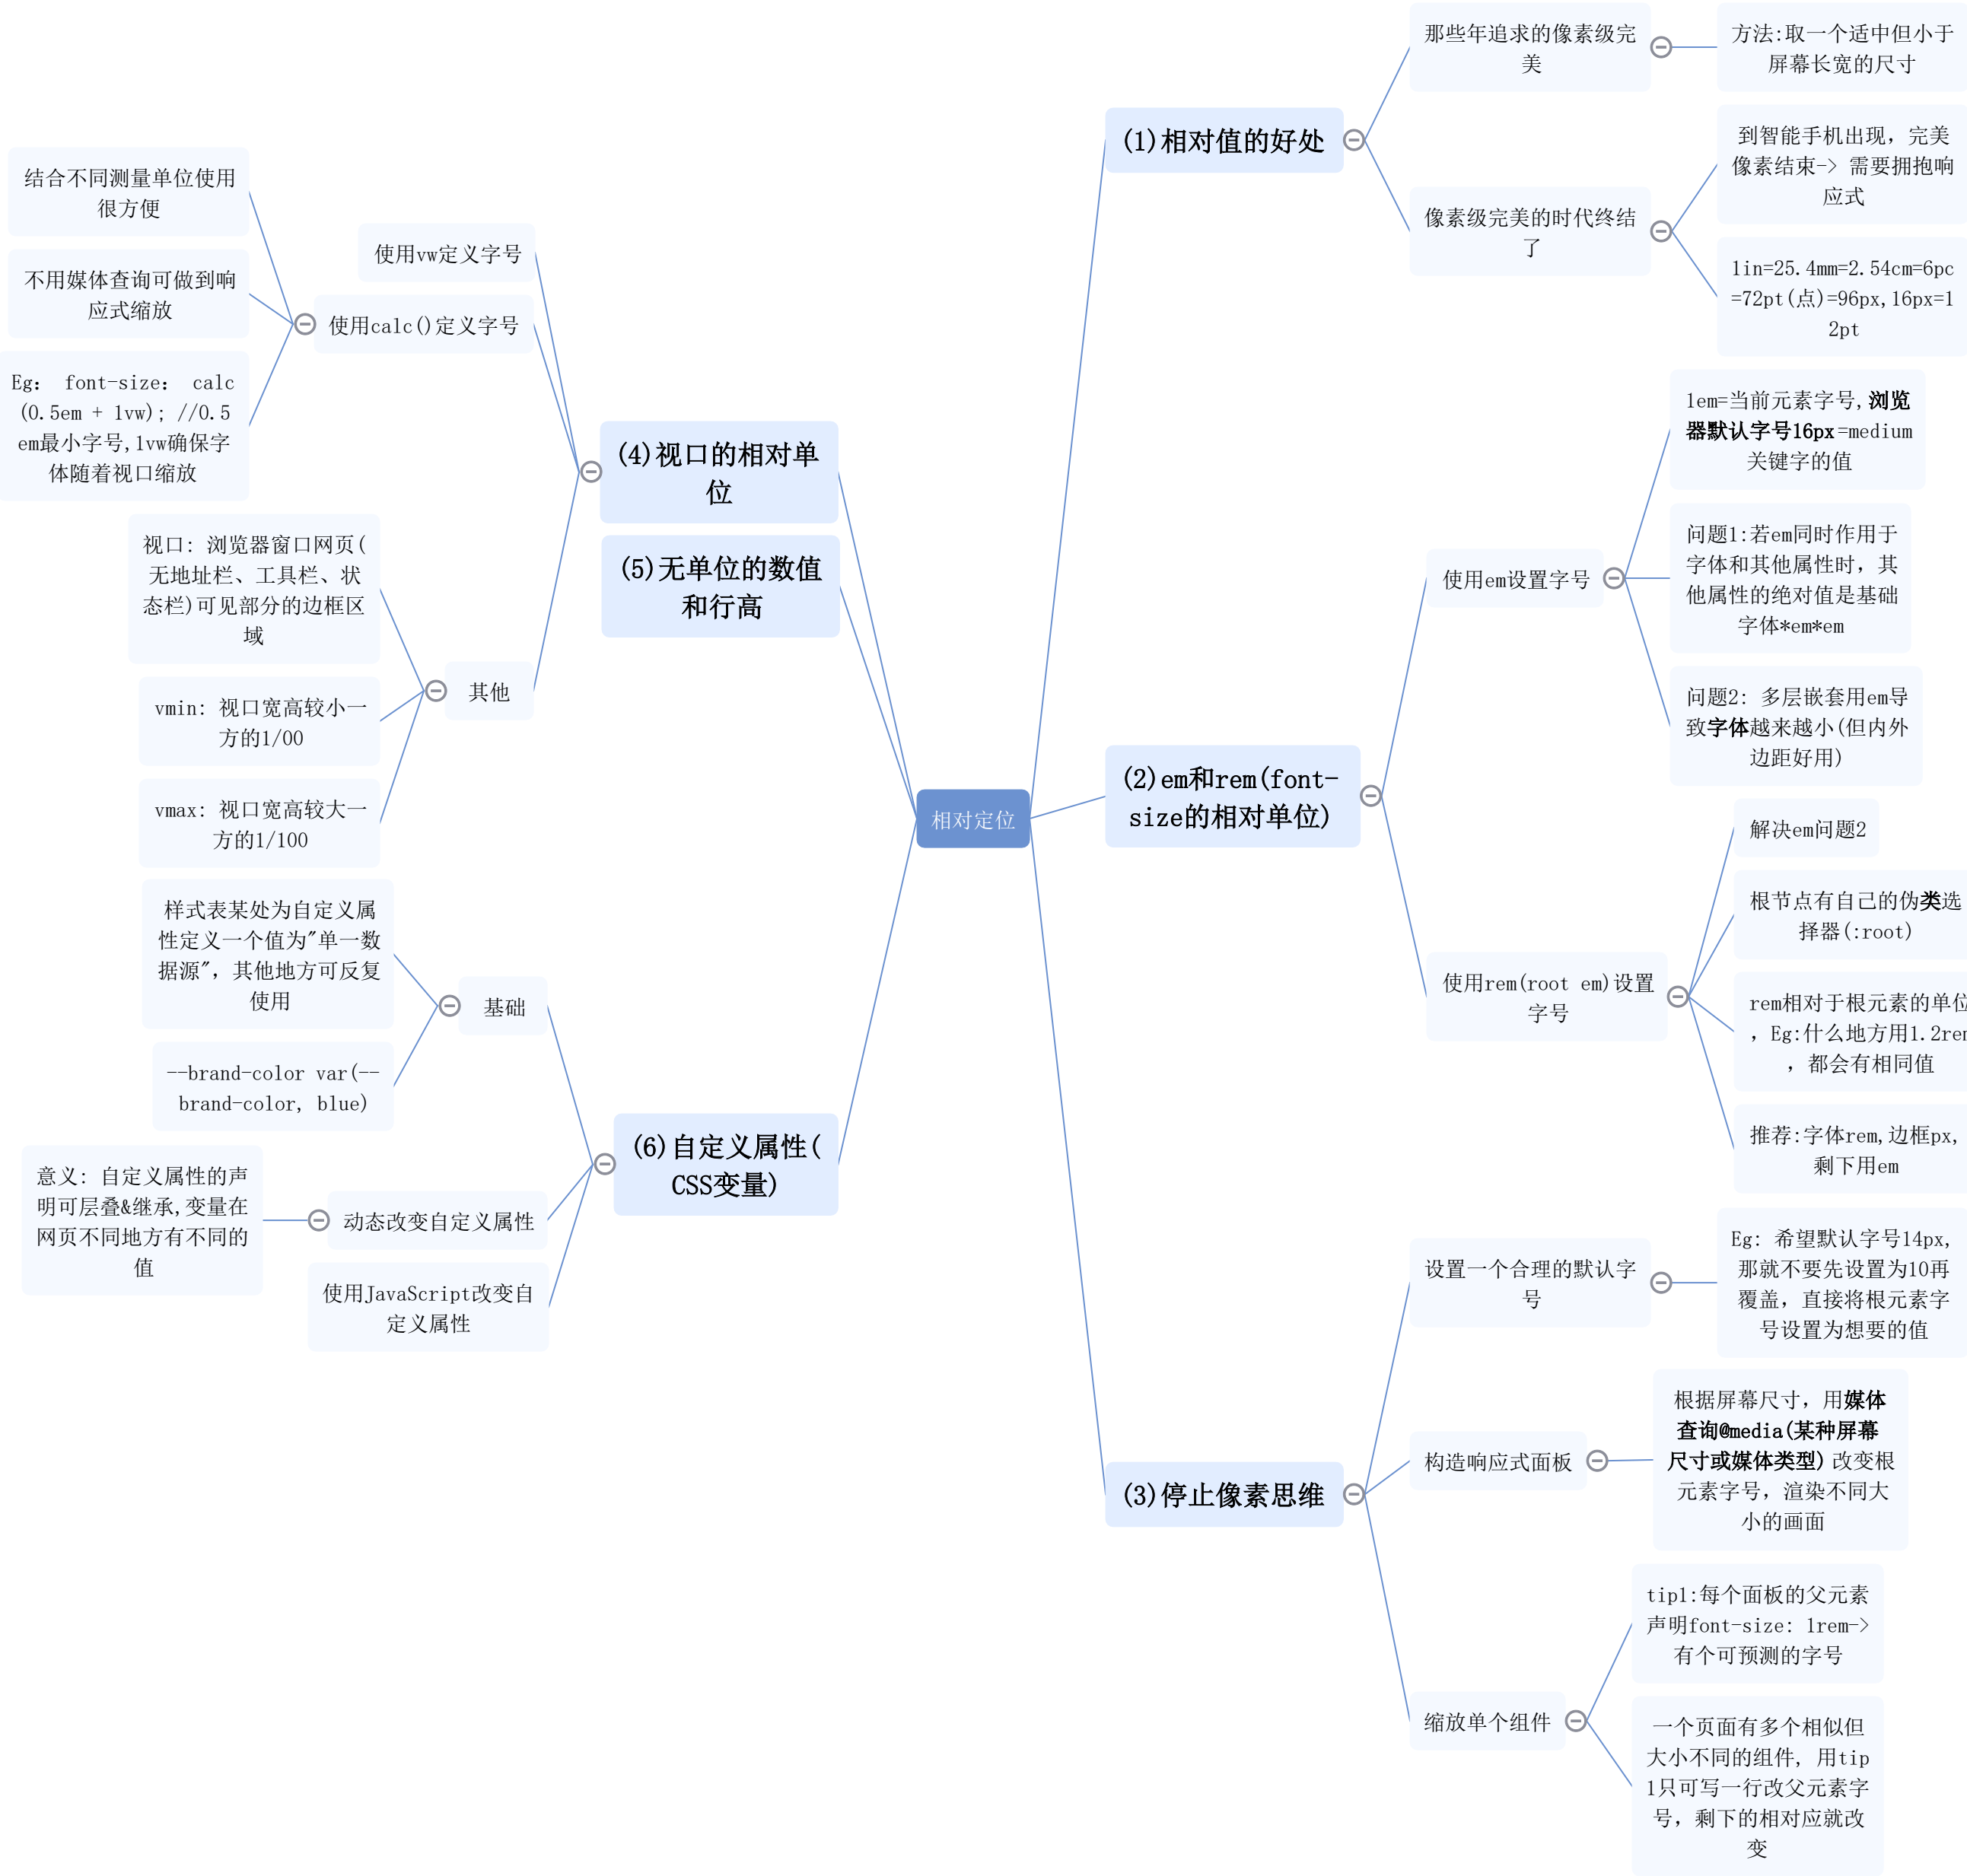 相对定位
(1)相对值的好处
那些年追求的像素级完
美
方法:取一个适中但小于
屏幕长宽的尺寸
像素级完美的时代终结
了
到智能手机出现，完美
像素结束-> 需要拥抱响
应式
1in=25.4mm=2.54cm=6pc
=72pt(点)=96px,16px=1
2pt
(2)em和rem(font-
size的相对单位)
使用em设置字号
1em=当前元素字号,浏览
器默认字号16px=medium
关键字的值
问题1:若em同时作用于
字体和其他属性时，其
他属性的绝对值是基础
字体*em*em
问题2: 多层嵌套用em导
致字体越来越小(但内外
边距好用)
使用rem(root em)设置
字号
解决em问题2
根节点有自己的伪类选
择器(:root)
rem相对于根元素的单位
，Eg:什么地方用1.2rem
，都会有相同值
推荐:字体rem,边框px,
剩下用em
(3)停止像素思维
设置一个合理的默认字
号
Eg: 希望默认字号14px,
那就不要先设置为10再
覆盖，直接将根元素字
号设置为想要的值
构造响应式面板
根据屏幕尺寸，用媒体
查询@media(某种屏幕
尺寸或媒体类型) 改变根
元素字号，渲染不同大
小的画面
缩放单个组件
tip1:每个面板的父元素
声明font-size: 1rem->
有个可预测的字号
一个页面有多个相似但
大小不同的组件, 用tip
1只可写一行改父元素字
号，剩下的相对应就改
变
(4)视口的相对单
位
使用vw定义字号
使用calc()定义字号
结合不同测量单位使用
很方便
不用媒体查询可做到响
应式缩放
Eg： font-size： calc
(0.5em + 1vw); //0.5
em最小字号,1vw确保字
体随着视口缩放
其他
视口: 浏览器窗口网页(
无地址栏、工具栏、状
态栏)可见部分的边框区
域
vmin: 视口宽高较小一
方的1/00
vmax: 视口宽高较大一
方的1/100
(5)无单位的数值
和行高
(6)自定义属性(
CSS变量)
基础
样式表某处为自定义属
性定义一个值为"单一数
据源"，其他地方可反复
使用
--brand-color var(--
brand-color, blue)
动态改变自定义属性
意义: 自定义属性的声
明可层叠&继承,变量在
网页不同地方有不同的
值
使用JavaScript改变自
定义属性